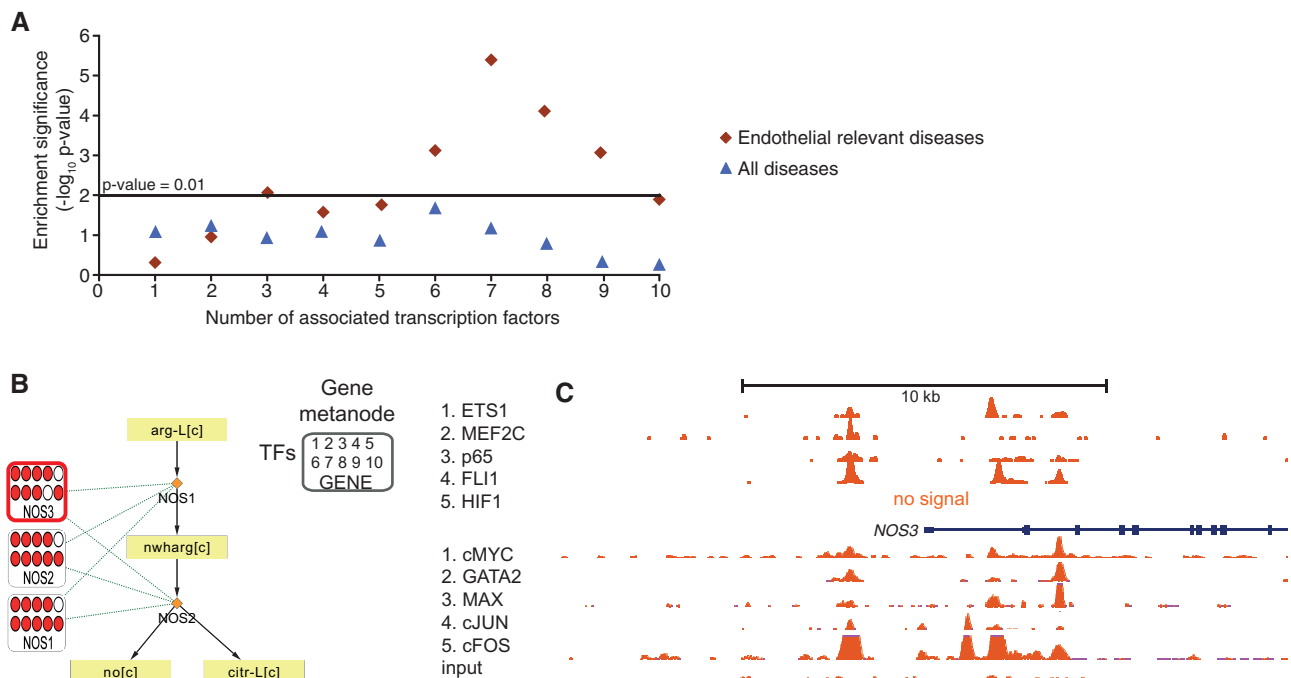 A
Enrichment significance
(-log10 p-value)
6
5
4
3
2
1
0
p-value = 0.01
0 1 2 3 4 5 6 7 8 9 10
Number of associated transcription factors
Endothelial relevant diseases
All diseases
B
arg-L[c]
NOS1
nwharg[c]
NOS2
no[c]
citr-L[c]
NOS3
NOS2
NOS1
Gene
metanode
TFs
1 2 3 4 5
6 7 8 9 10
GENE
1. ETS1
2. MEF2C
3. p65
4. FLI1
5. HIF1
1. cMYC
2. GATA2
3. MAX
4. cJUN
5. cFOS
input
C
10 kb
no signal
NOS3